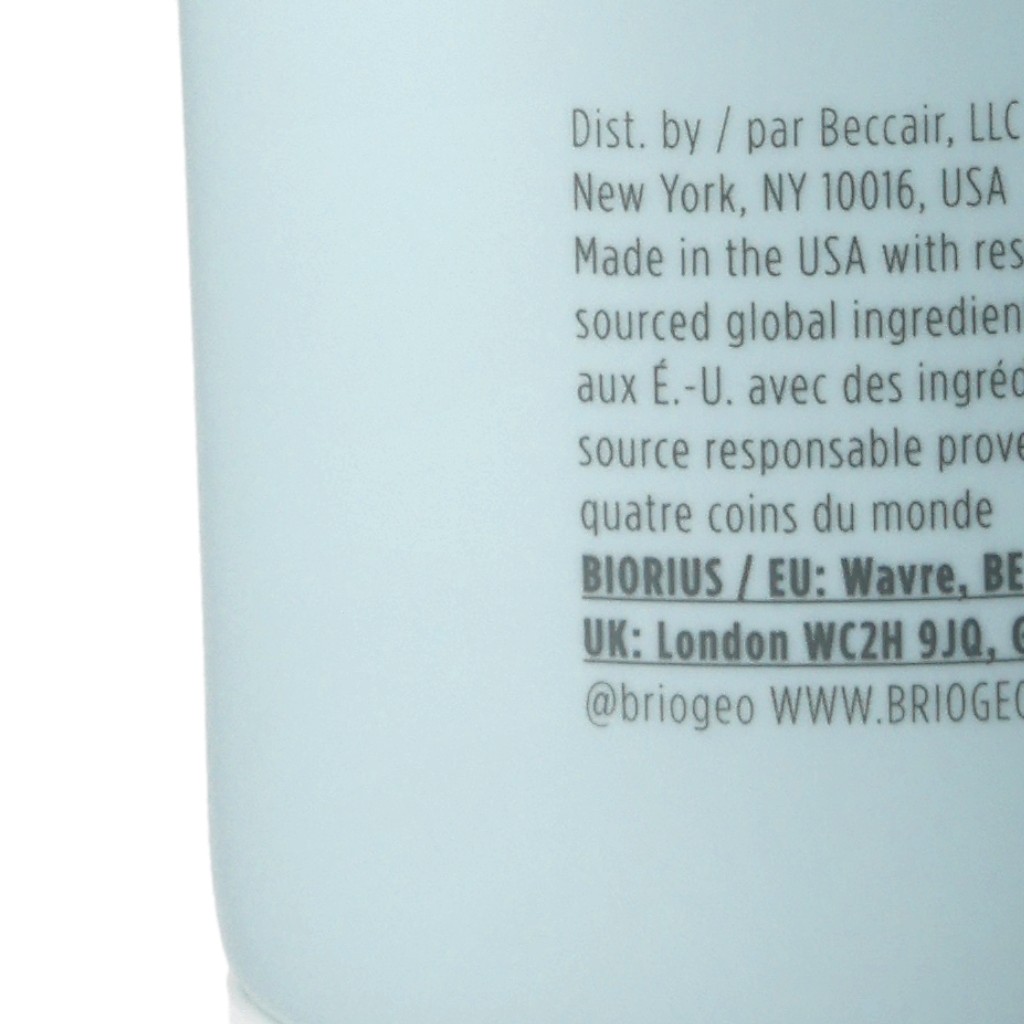 Dist. by / par Beccair, LLC
New York, NY 10016, USA
Made in the USA with res
sourced global ingredien
aux É.-U. avec des ingréd
source responsable prove
quatre coins du monde
BIORIUS / EU: Wavre, BE
UK: London WC2H 9JQ, G
@briogeo WWW.BRIOGEO